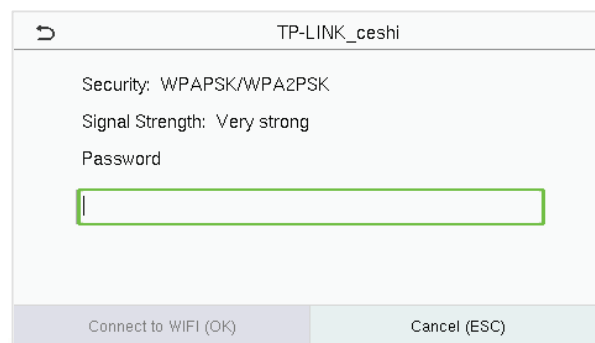 TP-LINK_ceshi
Security: WPAPSK/WPA2PSK
Signal Strength: Very strong
Password
Connect to WIFI (OK)
Cancel (ESC)